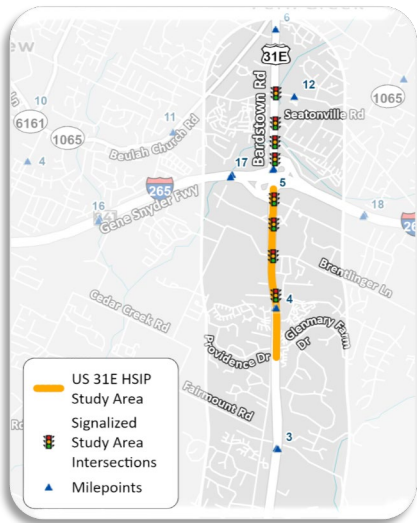 6
31E
Bardstown Rd
12
Seatonville Rd
10
6161
1065
11
Beulah Church Rd
1065
4
17
265
5
16
Gene Snyder Fwy
18
265
Brentlinger Ln
Cedar Creek Rd
4
Glenmary Farm
Dr
Providence Dr
Fairmount Rd
3
US 31E HSIP
Study Area
Signalized
Study Area
Intersections
Milepoints